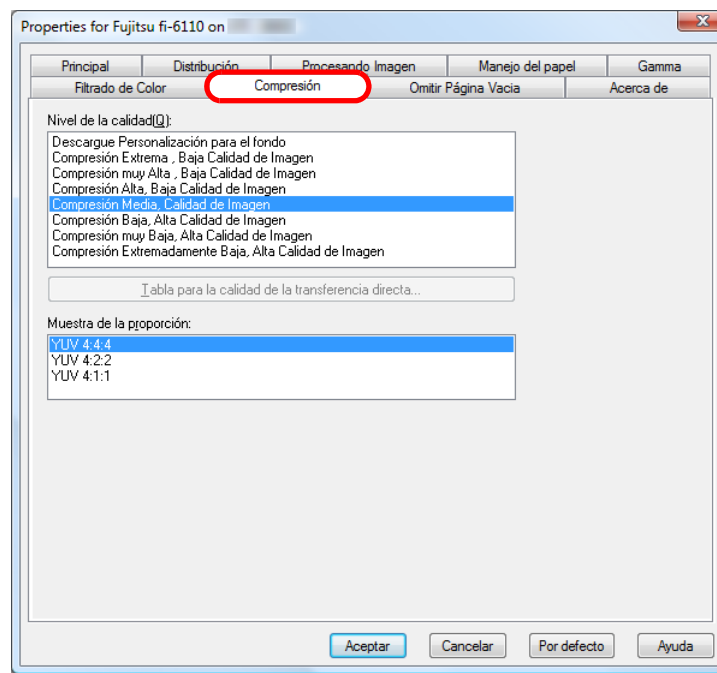 Properties for Fujitsu fi-6110 on
Principal Distribución Procesando Imagen Manejo del papel Gamma
Filtrado de Color Compresión Omitir Página Vacia Acerca de
Nivel de la calidad(Q):
Descargue Personalización para el fondo
Compresión Extrema , Baja Calidad de Imagen
Compresión muy Alta , Baja Calidad de Imagen
Compresión Alta, Baja Calidad de Imagen
Compresión Media, Calidad de Imagen
Compresión Baja, Alta Calidad de Imagen
Compresión muy Baja, Alta Calidad de Imagen
Compresión Extremadamente Baja, Alta Calidad de Imagen
Tabla para la calidad de la transferencia directa...
Muestra de la proporción:
YUV 4:4:4
YUV 4:2:2
YUV 4:1:1
Aceptar Cancelar Por defecto Ayuda